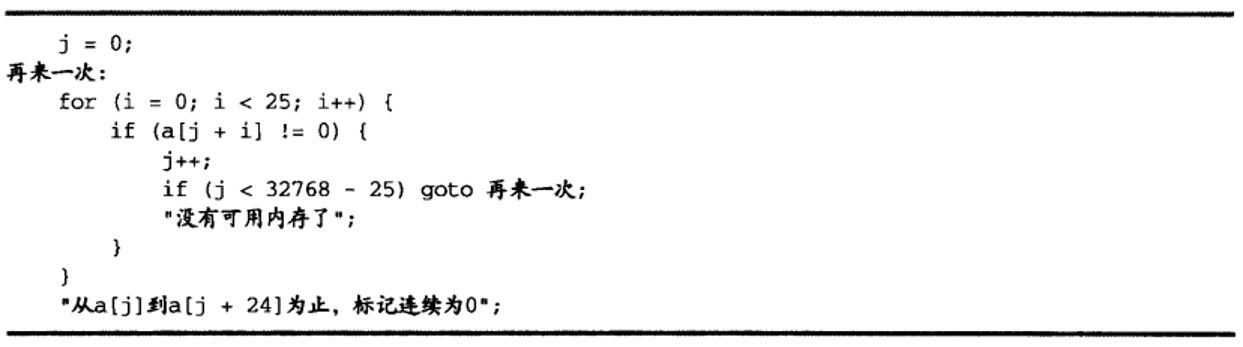 j = 0;
再来一次:
for (i = 0; i < 25; i++) {
if (a[j + i] != 0) {
j++;
if (j < 32768 - 25) goto 再来一次;
"没有可用内存了";
}
}
"从a[j]到a[j + 24]为止，标记连续为0";